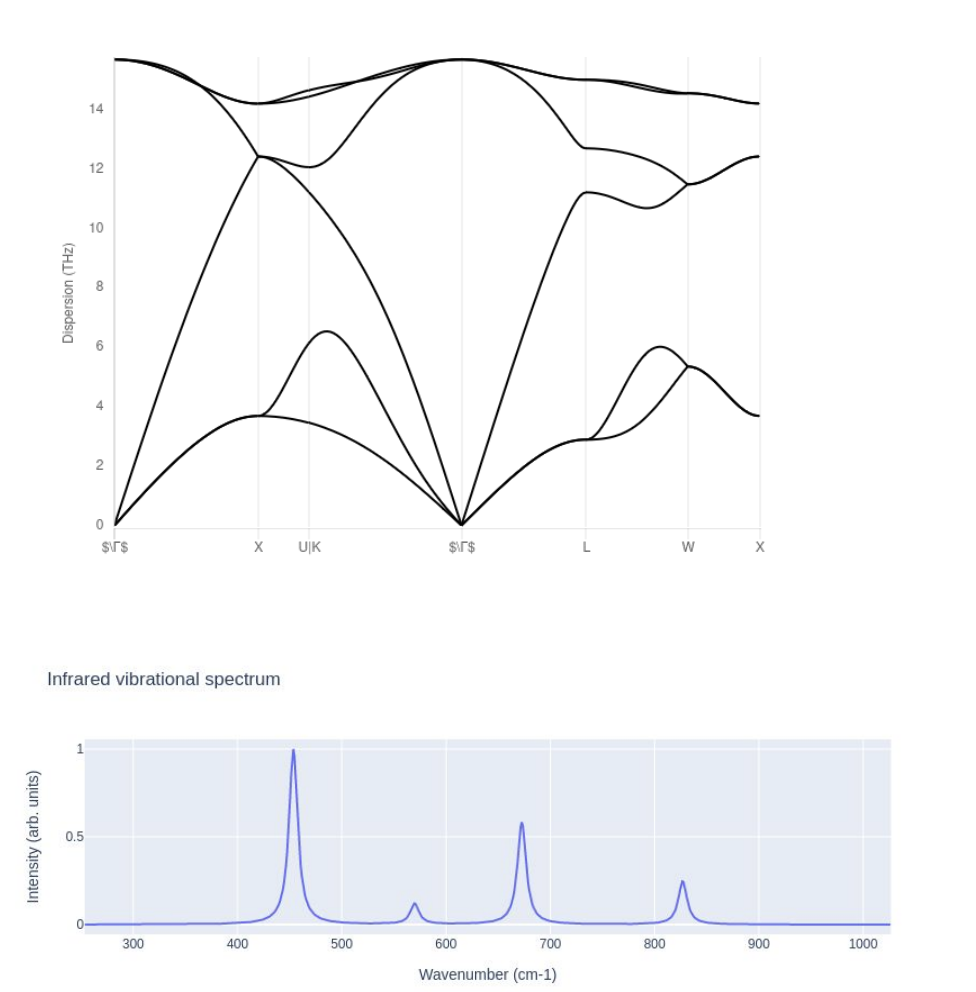 14
12
10
8
6
4
2
0
Dispersion (THz)
$\Γ$ X U|K $\Γ$ L W X
Infrared vibrational spectrum
1
0.5
0
Intensity (arb. units)
300 400 500 600 700 800 900 1000
Wavenumber (cm-1)